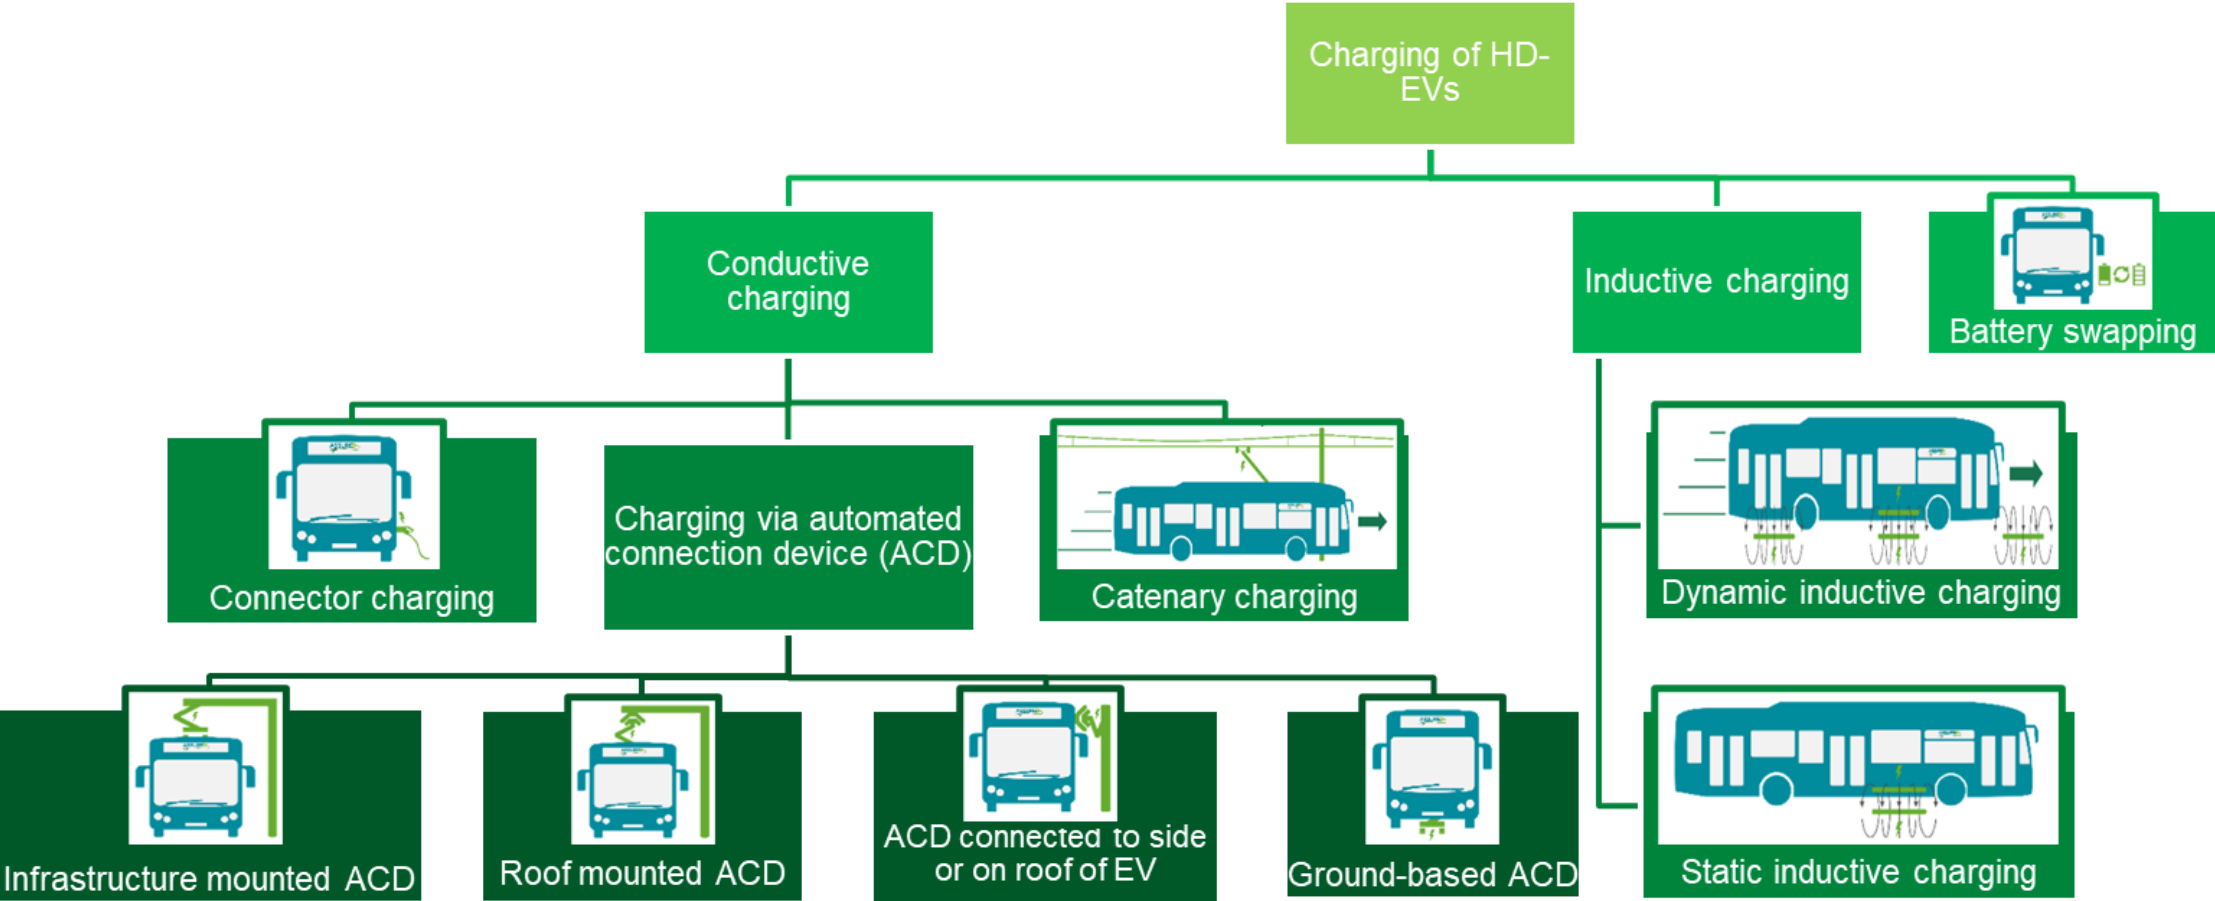 Charging of HD-
EVs
Conductive
charging
Inductive charging
Battery swapping
Connector charging
Charging via automated
connection device (ACD)
Catenary charging
Dynamic inductive charging
Infrastructure mounted ACD
Roof mounted ACD
ACD connected to side
or on roof of EV
Ground-based ACD
Static inductive charging